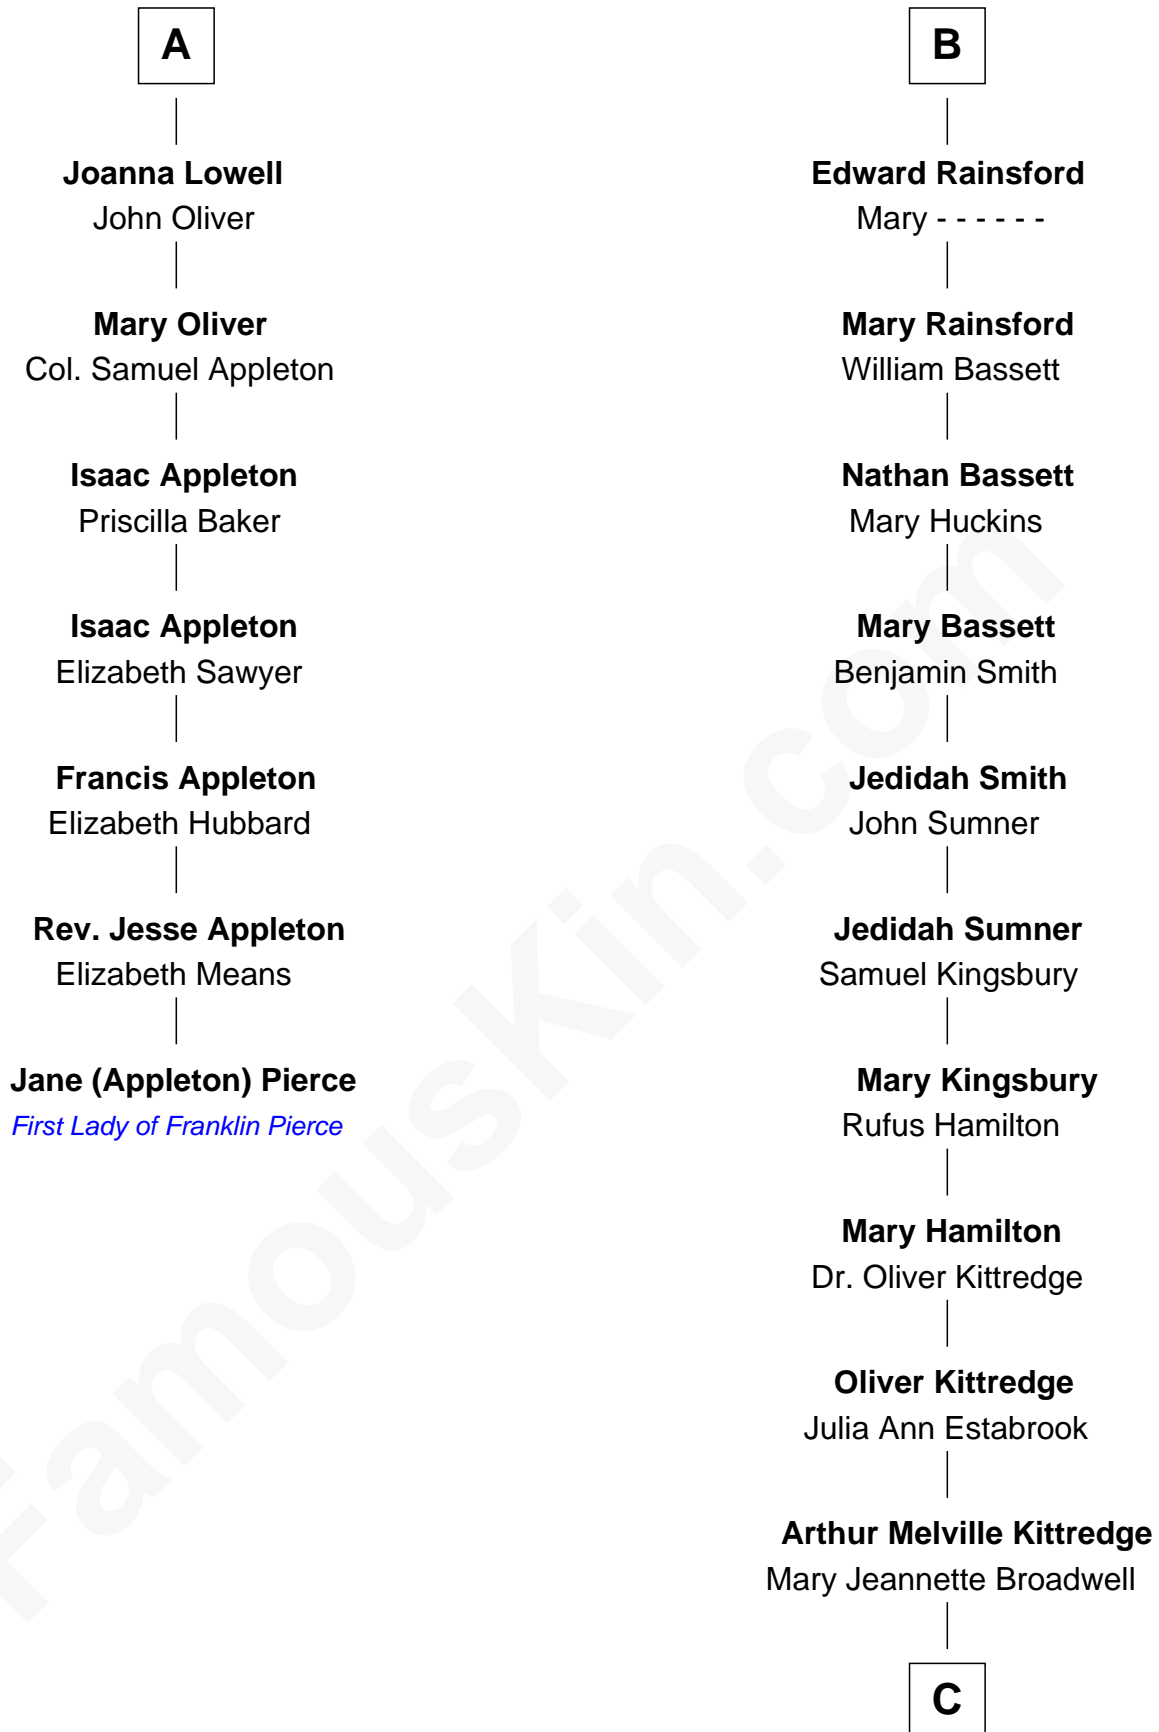 A
Joanna Lowell
John Oliver
Mary Oliver
Col. Samuel Appleton
Isaac Appleton
Priscilla Baker
Isaac Appleton
Elizabeth Sawyer
Francis Appleton
Elizabeth Hubbard
Rev. Jesse Appleton
Elizabeth Means
Jane (Appleton) Pierce
First Lady of Franklin Pierce
B
Edward Rainsford
Mary - - - - - -
Mary Rainsford
William Bassett
Nathan Bassett
Mary Huckins
Mary Bassett
Benjamin Smith
Jedidah Smith
John Sumner
Jedidah Sumner
Samuel Kingsbury
Mary Kingsbury
Rufus Hamilton
Mary Hamilton
Dr. Oliver Kittredge
Oliver Kittredge
Julia Ann Estabrook
Arthur Melville Kittredge
Mary Jeannette Broadwell
C
FamousKin.com